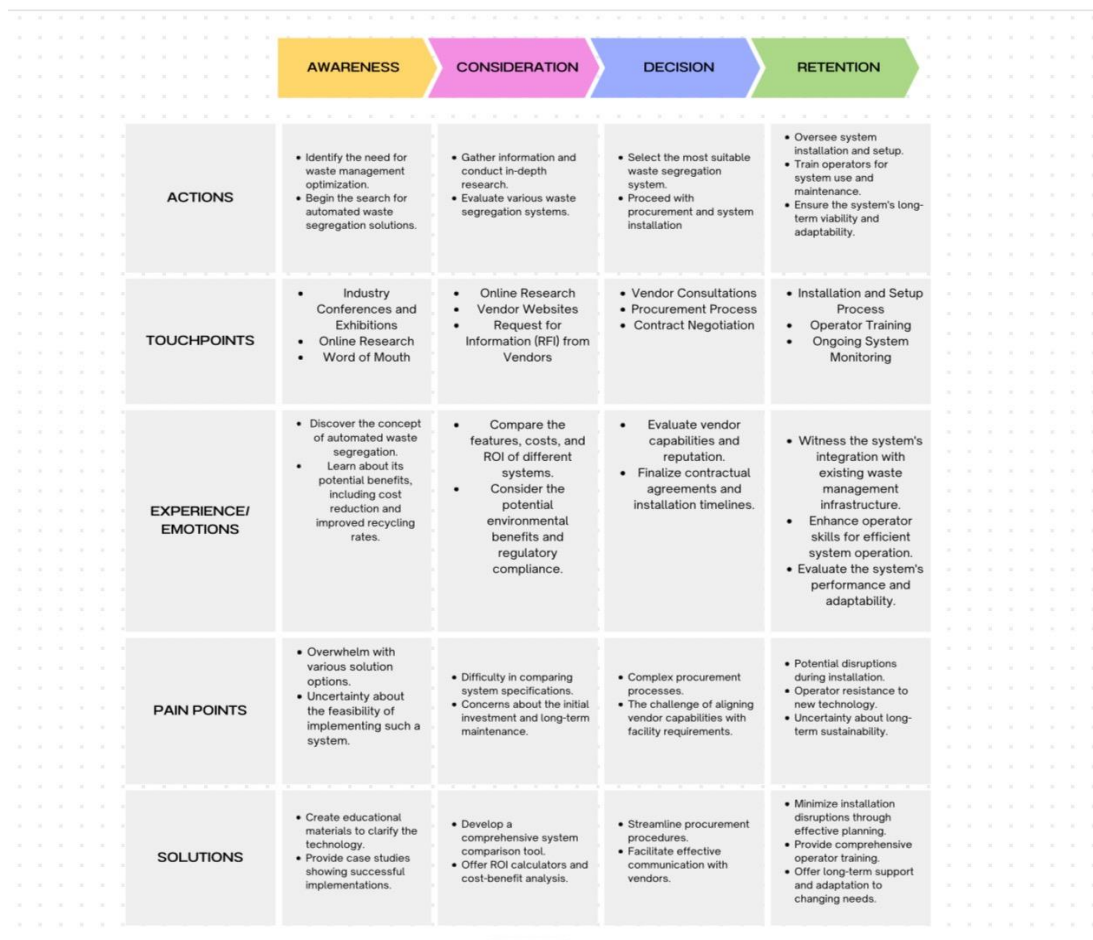 AWARENESS
CONSIDERATION
DECISION
RETENTION
ACTIONS
• Identify the need for
waste management
optimization.
• Begin the search for
automated waste
segregation solutions.
• Gather information and
conduct in-depth
research.
• Evaluate various waste
segregation systems.
• Select the most suitable
waste segregation
system.
• Proceed with
procurement and system
installation
• Oversee system
installation and setup.
• Train operators for
system use and
maintenance.
• Ensure the system's long-
term viability and
adaptability.
TOUCHPOINTS
• Industry
Conferences and
Exhibitions
• Online Research
• Word of Mouth
• Online Research
• Vendor Websites
• Request for
Information (RFI) from
Vendors
• Vendor Consultations
• Procurement Process
• Contract Negotiation
• Installation and Setup
Process
• Operator Training
• Ongoing System
Monitoring
EXPERIENCE/
EMOTIONS
• Discover the concept
of automated waste
segregation.
• Learn about its
potential benefits,
including cost
reduction and
improved recycling
rates.
• Compare the
features, costs, and
ROI of different
systems.
• Consider the
potential
environmental
benefits and
regulatory
compliance.
• Evaluate vendor
capabilities and
reputation.
• Finalize contractual
agreements and
installation timelines.
• Witness the system's
integration with
existing waste
management
infrastructure.
• Enhance operator
skills for efficient
system operation.
• Evaluate the system's
performance and
adaptability.
PAIN POINTS
• Overwhelm with
various solution
options.
• Uncertainty about
the feasibility of
implementing such a
system.
• Difficulty in comparing
system specifications.
• Concerns about the initial
investment and long-term
maintenance.
• Complex procurement
processes.
• The challenge of aligning
vendor capabilities with
facility requirements.
• Potential disruptions
during installation.
• Operator resistance to
new technology.
• Uncertainty about long-
term sustainability.
SOLUTIONS
• Create educational
materials to clarify the
technology.
• Provide case studies
showing successful
implementations.
• Develop a
comprehensive system
comparison tool.
• Offer ROI calculators and
cost-benefit analysis.
• Streamline procurement
procedures.
• Facilitate effective
communication with
vendors.
• Minimize installation
disruptions through
effective planning.
• Provide comprehensive
operator training.
• Offer long-term support
and adaptation to
changing needs.